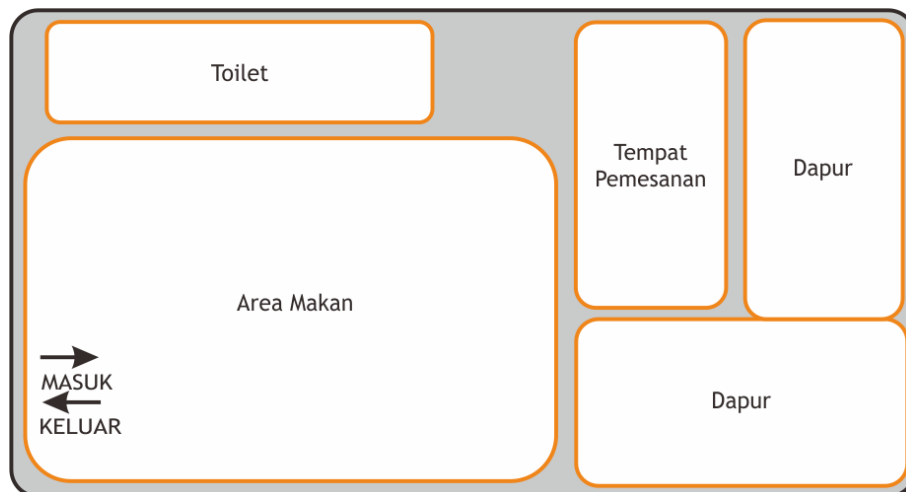 Toilet
Tempat
Pemesanan
Dapur
Area Makan
MASUK
KELUAR
Dapur